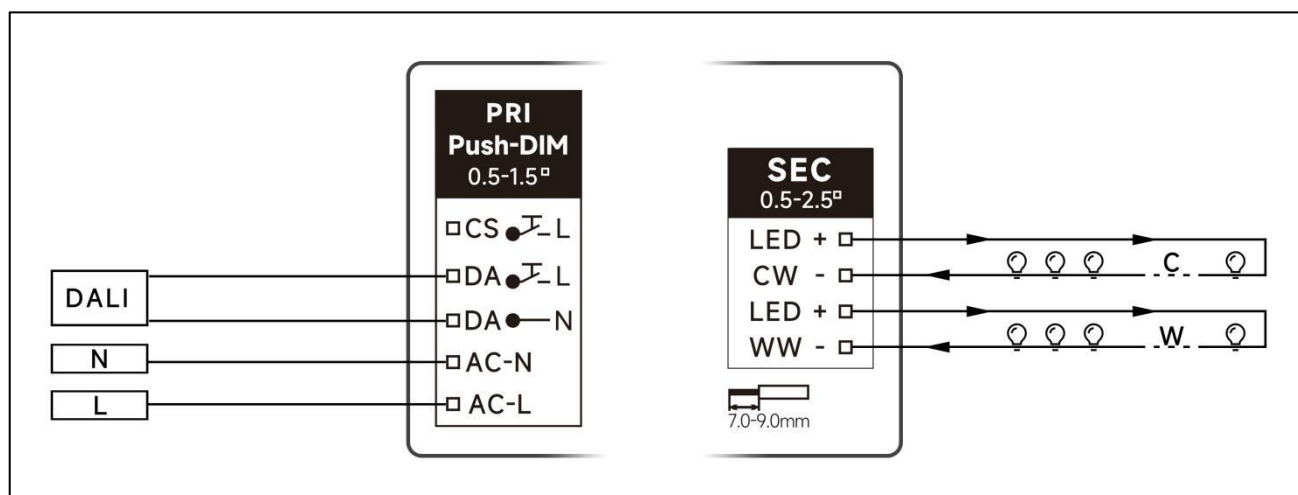 PRI
Push-DIM
0.5-1.5□
CS L
DA L
DA N
AC-N
AC-L
DALI
N
L
SEC
0.5-2.5□
LED +
CW -
LED +
WW -
7.0-9.0mm
C
W